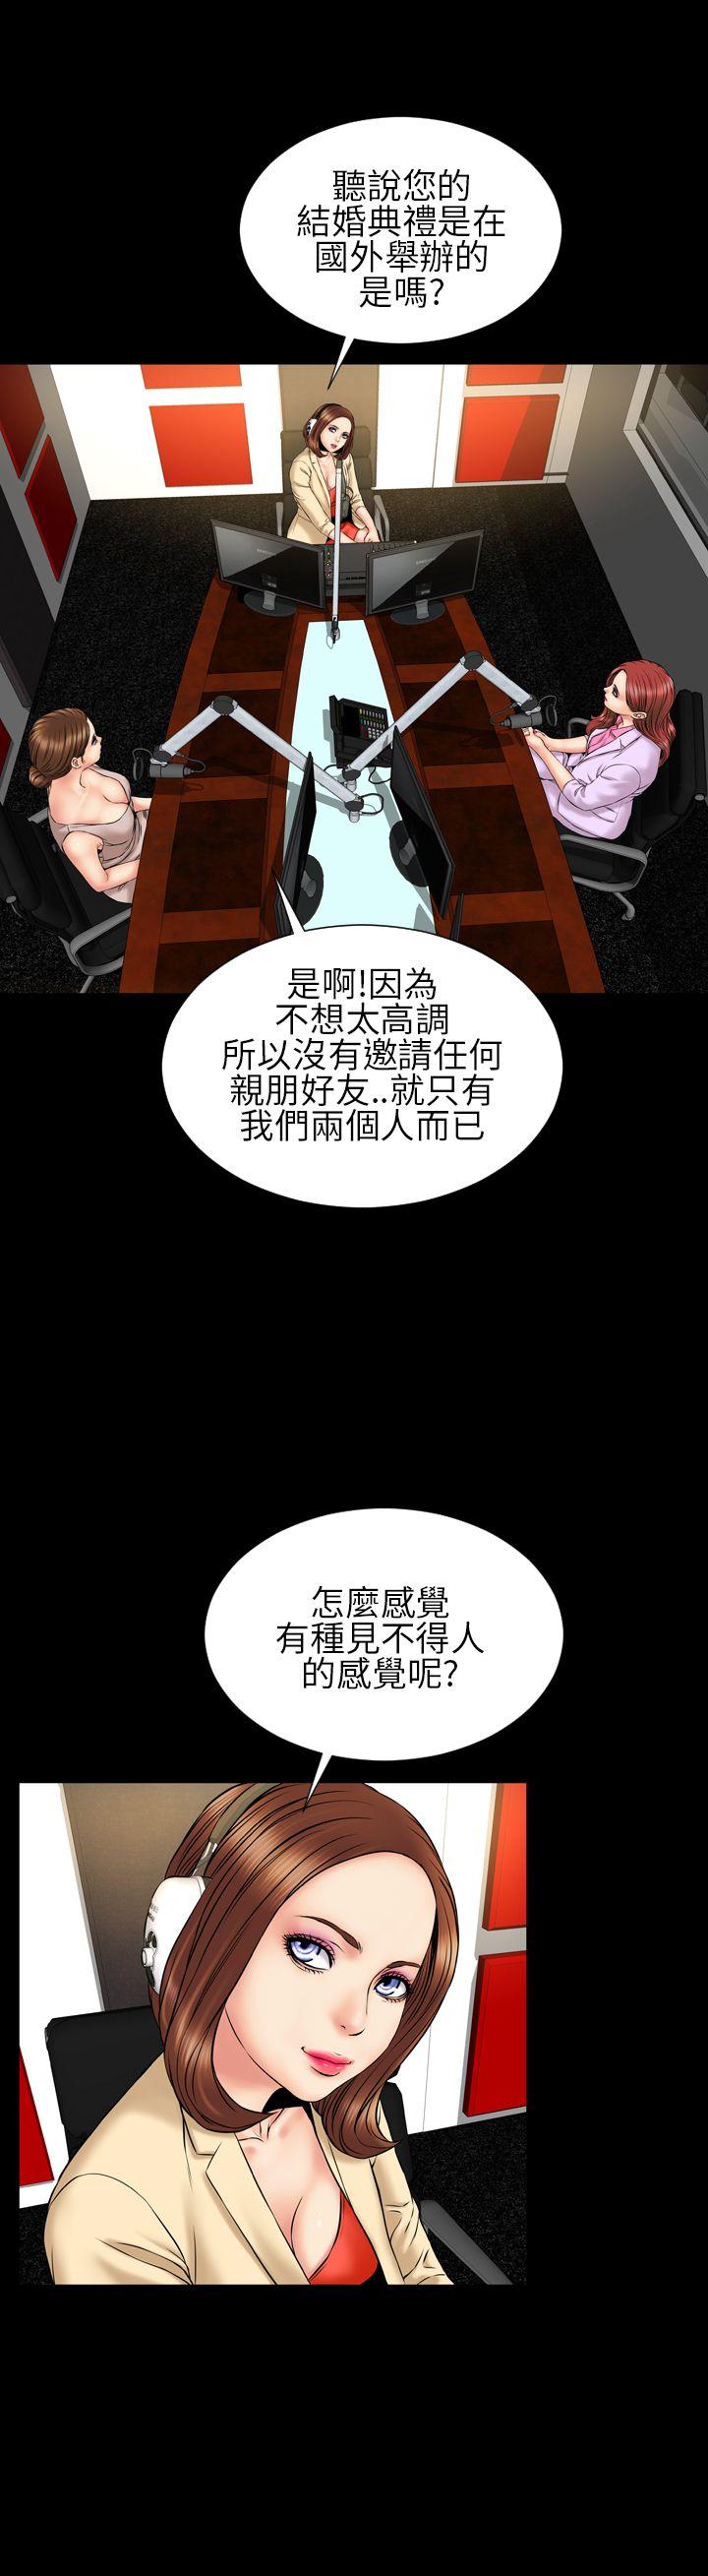 聽說您的
結婚典禮是在
國外舉辦的
是嗎?
是啊!因為
不想太高調
所以沒有邀請任何
親朋好友..就只有
我們兩個人而已
怎麼感覺
有種見不得人
的感覺呢?